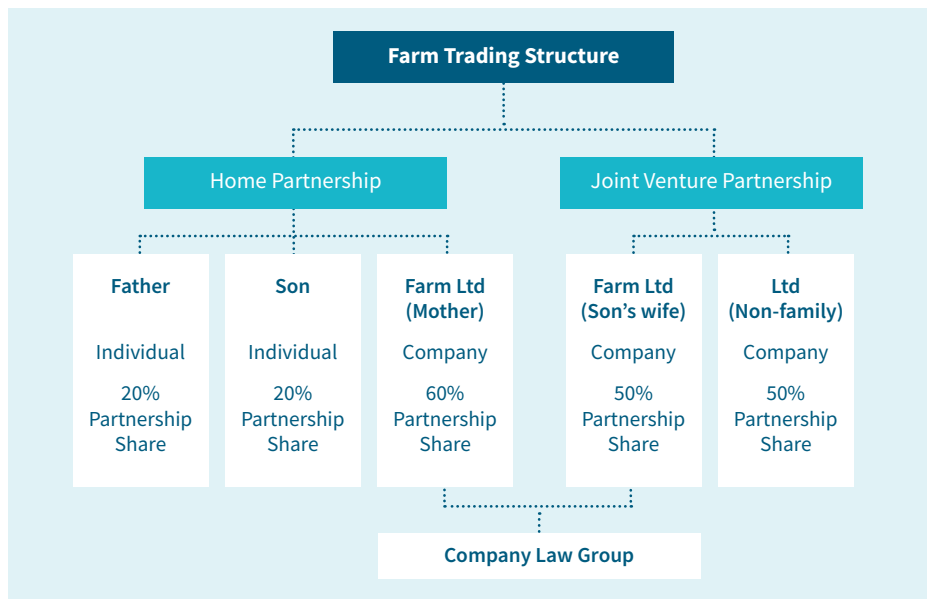 Farm Trading Structure
Home Partnership
Joint Venture Partnership
Father
Individual
20%
Partnership
Share
Son
Individual
20%
Partnership
Share
Farm Ltd
(Mother)
Company
60%
Partnership
Share
Farm Ltd
(Son’s wife)
Company
50%
Partnership
Share
Ltd
(Non-family)
Company
50%
Partnership
Share
Company Law Group